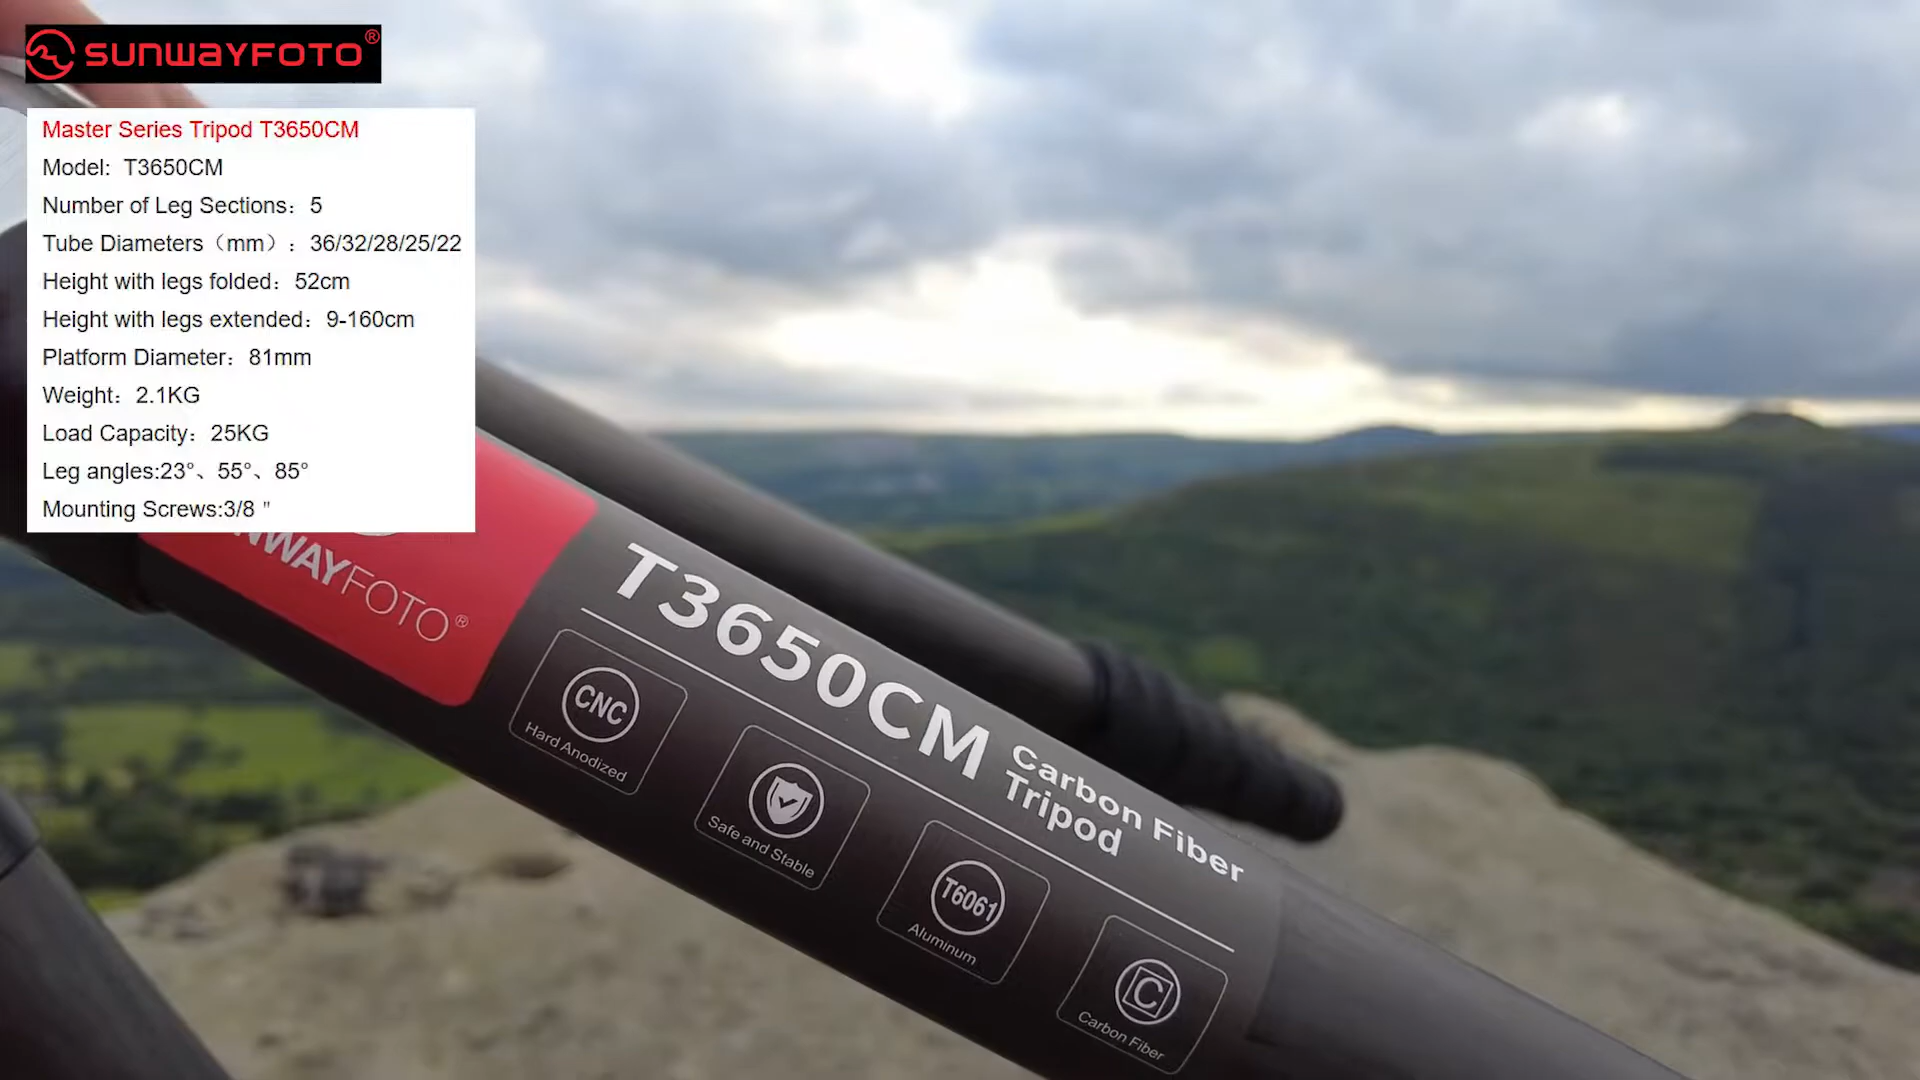 SUNWAYFOTO®
Master Series Tripod T3650CM
Model: T3650CM
Number of Leg Sections：5
Tube Diameters（mm）：36/32/28/25/22
Height with legs folded：52cm
Height with legs extended：9-160cm
Platform Diameter：81mm
Weight：2.1KG
Load Capacity：25KG
Leg angles:23°、55°、85°
Mounting Screws:3/8 "
NWAYFOTO®
T3650CM
Carbon Fiber
Tripod
CNC
Hard Anodized
Safe and Stable
T6061
Aluminum
C
Carbon Fiber